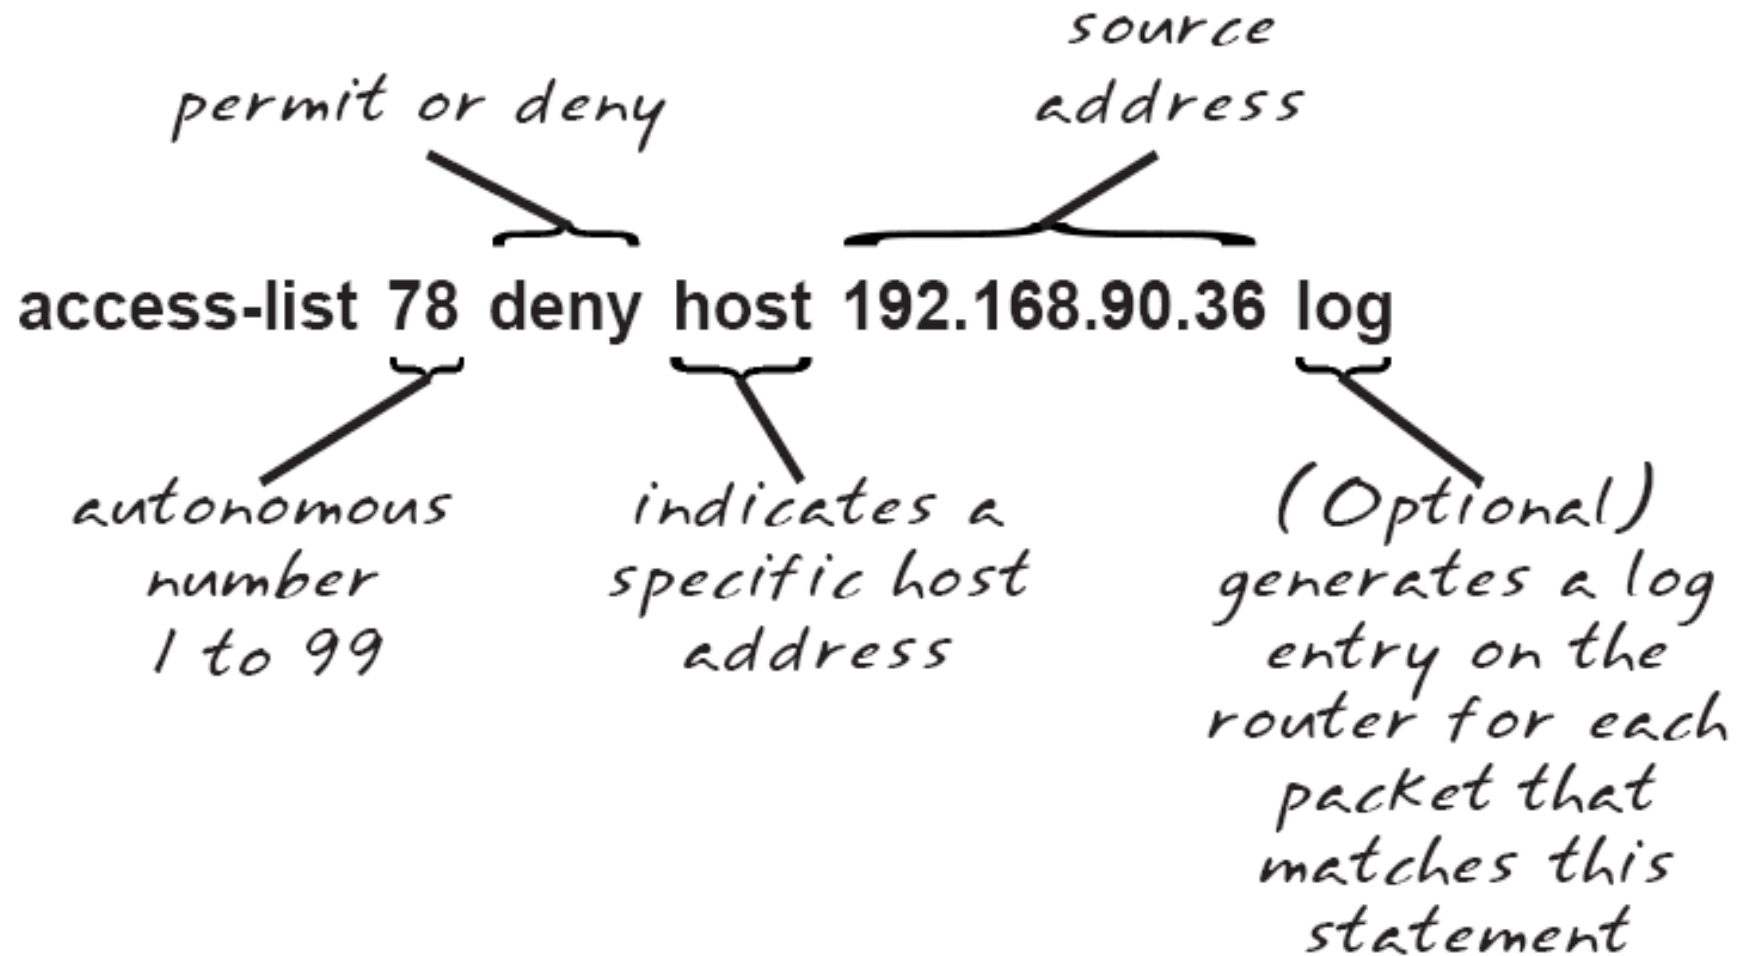 source
permit or deny
address
access-list 78 deny host 192.168.90.36 log
autonomous
number
1 to 99
indicates a
specific host
address
(Optional)
generates a log
entry on the
router for each
packet that
matches this
statement